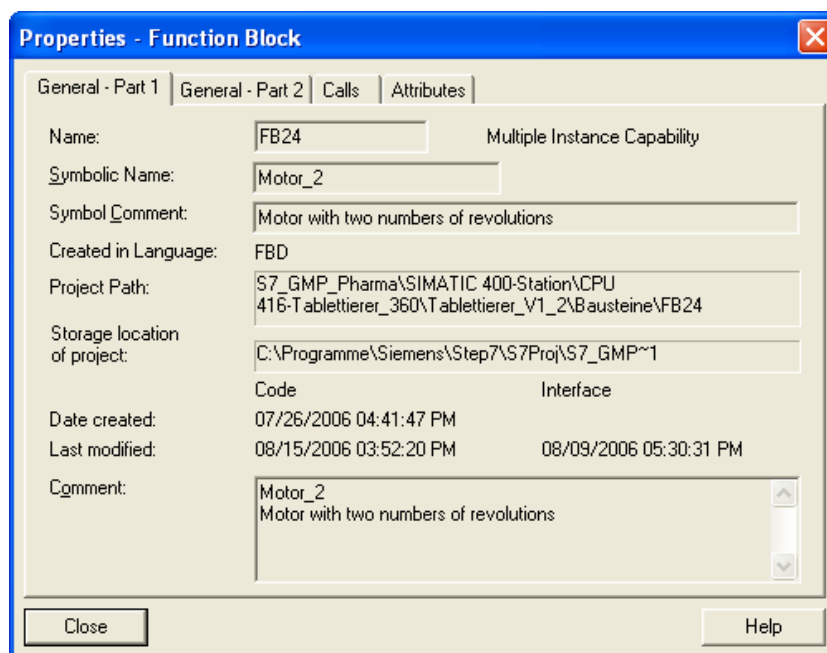 Properties - Function Block
General - Part 1 General - Part 2 Calls Attributes
Name: FB24 Multiple Instance Capability
Symbolic Name: Motor_2
Symbol Comment: Motor with two numbers of revolutions
Created in Language: FBD
Project Path: S7_GMP_Pharma\SIMATIC 400-Station\CPU
416-Tablettierer_360\Tablettierer_V1_2\Bausteine\FB24
Storage location
of project: C:\Programme\Siemens\Step7\S7Proj\S7_GMP~1
Code Interface
Date created: 07/26/2006 04:41:47 PM
Last modified: 08/15/2006 03:52:20 PM 08/09/2006 05:30:31 PM
Comment: Motor_2
Motor with two numbers of revolutions
Close Help